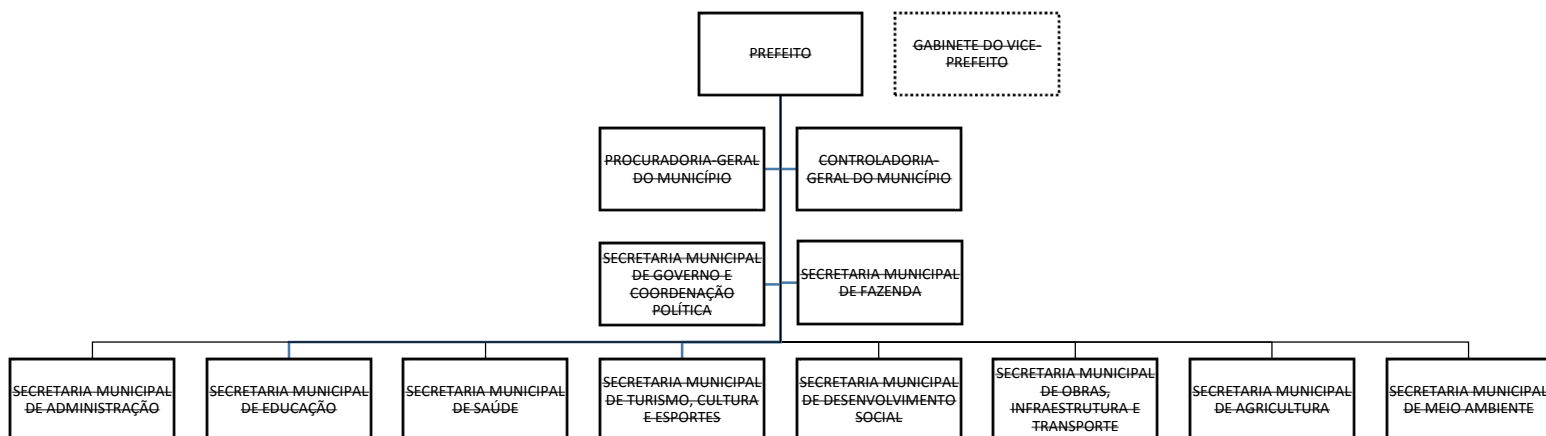 PREFEITO
GABINETE DO VICE-
PREFEITO
PROCURADORIA-GERAL
DO MUNICÍPIO
CONTROLADORIA-
GERAL DO MUNICÍPIO
SECRETARIA MUNICIPAL
DE GOVERNO E
COORDENAÇÃO
POLÍTICA
SECRETARIA MUNICIPAL
DE FAZENDA
SECRETARIA MUNICIPAL
DE ADMINISTRAÇÃO
SECRETARIA MUNICIPAL
DE EDUCAÇÃO
SECRETARIA MUNICIPAL
DE SAÚDE
SECRETARIA MUNICIPAL
DE TURISMO, CULTURA
E ESPORTES
SECRETARIA MUNICIPAL
DE DESENVOLVIMENTO
SOCIAL
SECRETARIA MUNICIPAL
DE OBRAS,
INFRAESTRUTURA E
TRANSPORTE
SECRETARIA MUNICIPAL
DE AGRICULTURA
SECRETARIA MUNICIPAL
DE MEIO AMBIENTE